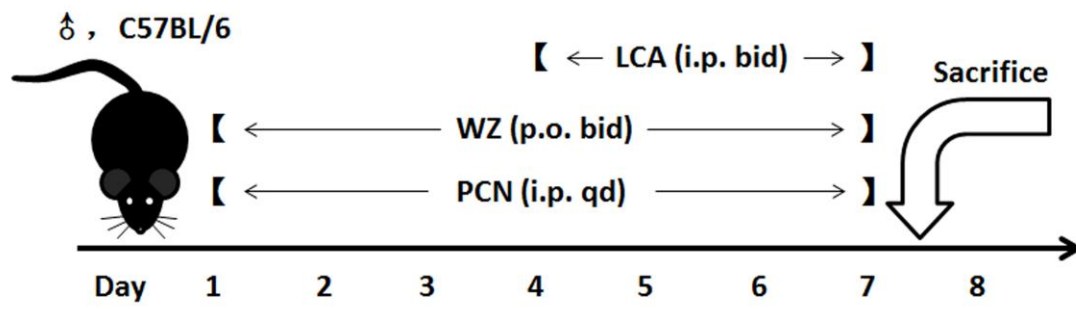 ♂, C57BL/6
【 ← LCA (i.p. bid) → 】
Sacrifice
【 ← WZ (p.o. bid) → 】
【 ← PCN (i.p. qd) → 】
Day 1 2 3 4 5 6 7 8